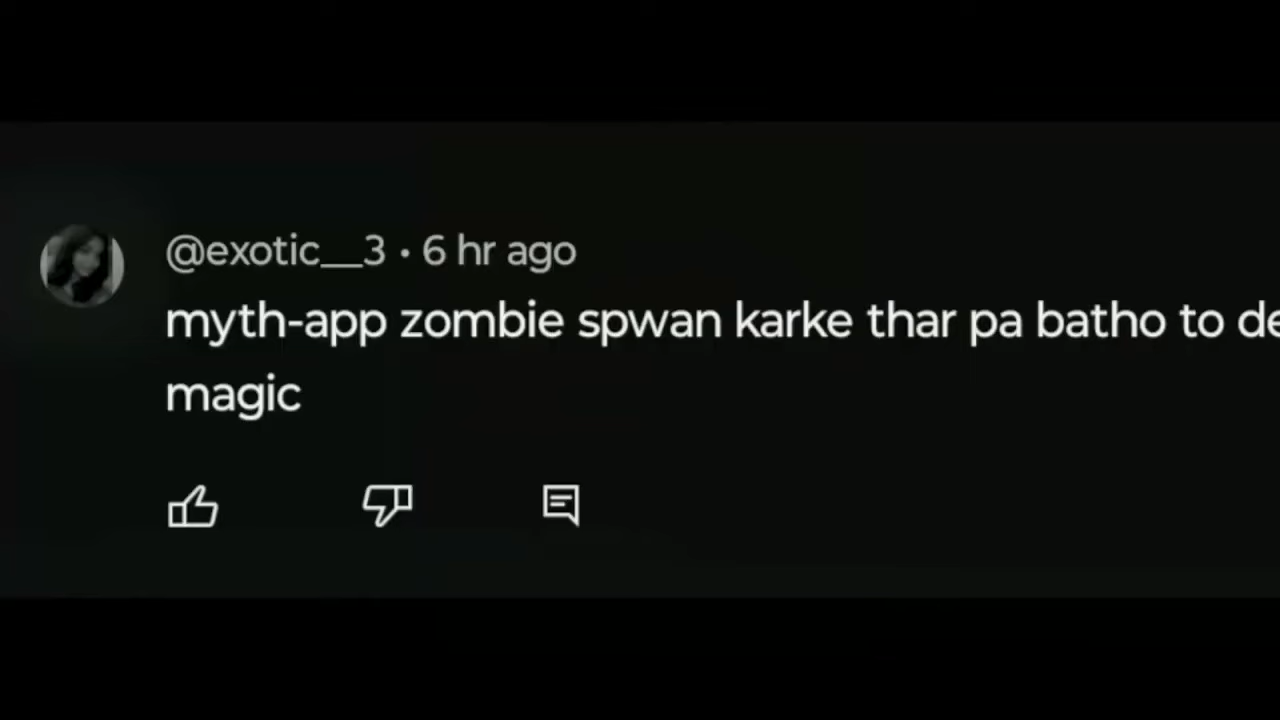 @exotic__3 • 6 hr ago
myth-app zombie spwan karke thar pa batho to
magic